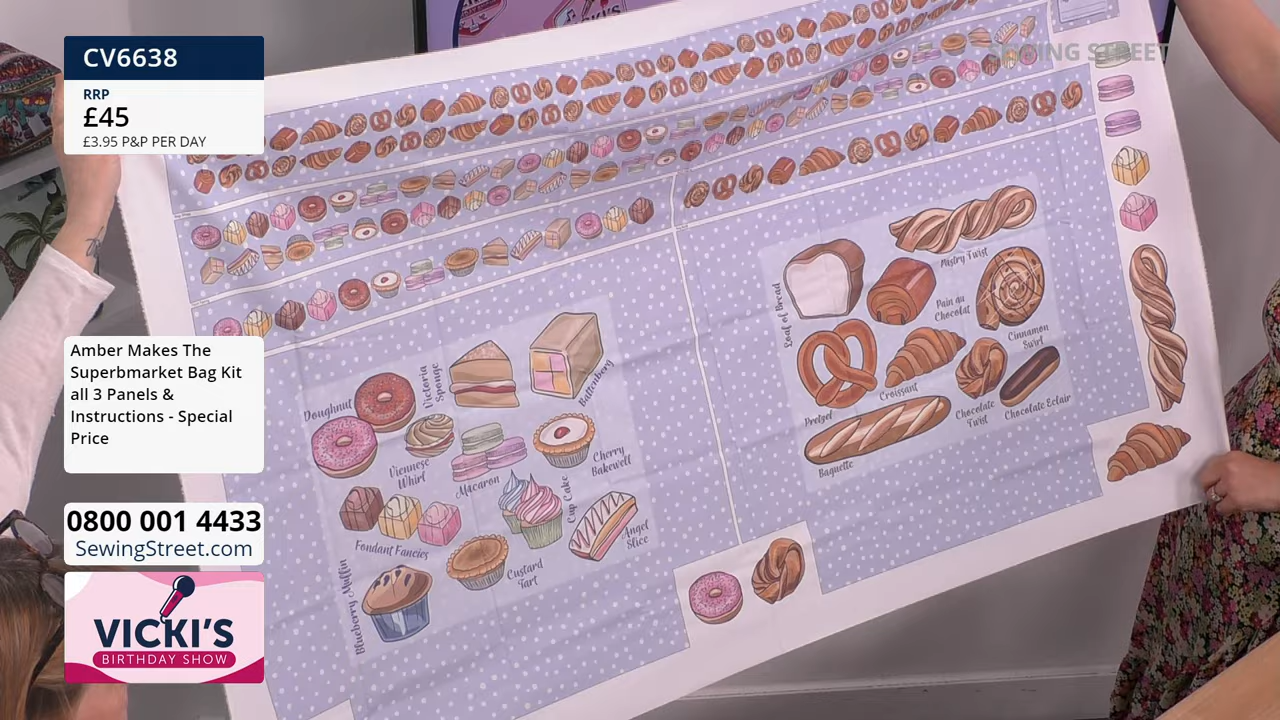 CV6638
RRP
£45
£3.95 P&P PER DAY
SEWING STREET
VICKI'S
Amber Makes The
Superbmarket Bag Kit
all 3 Panels &
Instructions - Special
Price
0800 001 4433
SewingStreet.com
VICKI'S
BIRTHDAY SHOW
Doughnut
Victoria
Sponge
Battenberg
Viennese
Whirl
Macaron
Cherry
Bakewell
Cup Cake
Fondant Fancies
Angel
Slice
Custard
Tart
Blueberry Muffin
Loaf of Bread
Mistry Twist
Pain du
Chocolat
Cinnamon
Swirl
Pretzel
Croissant
Chocolate
Twist
Chocolate Eclair
Baguette